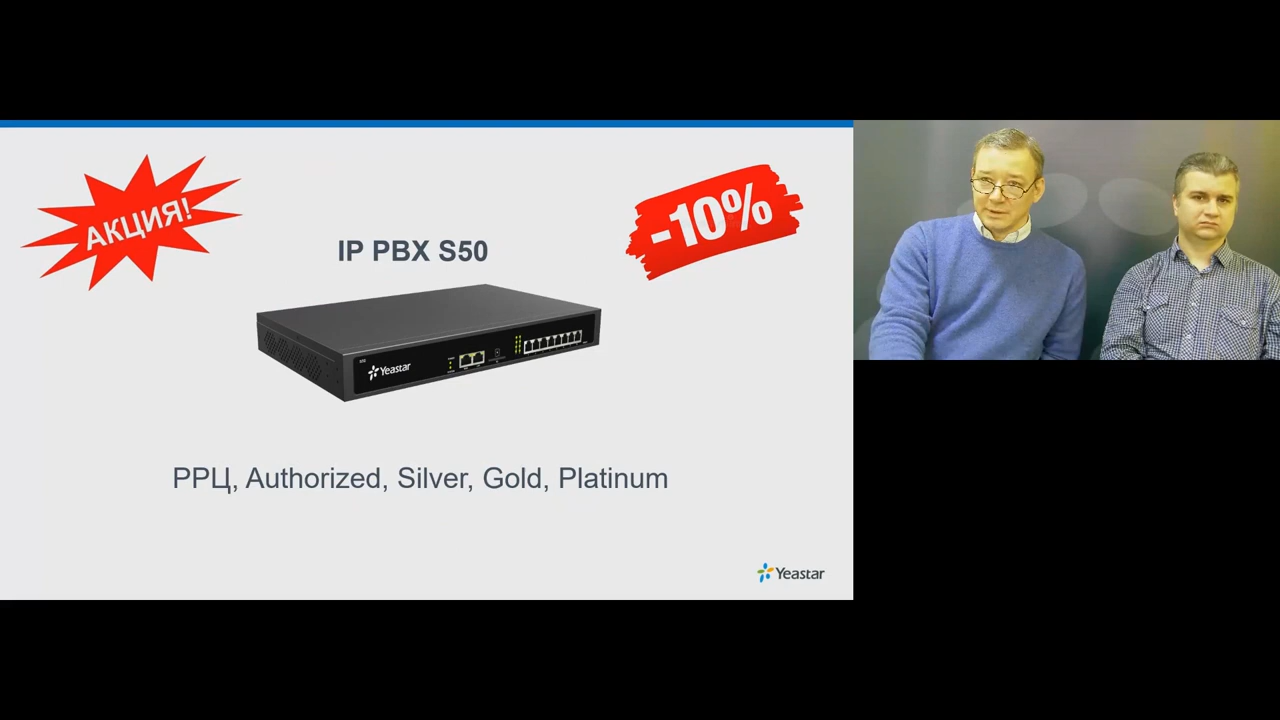 АКЦИЯ!
-10%
IP PBX S50
Yeastar
РРЦ, Authorized, Silver, Gold, Platinum
Yeastar